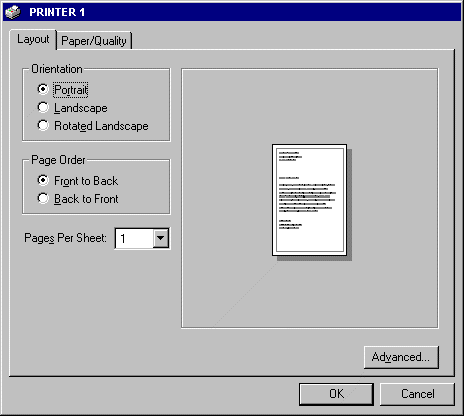 PRINTER 1
Layout
Paper/Quality
Orientation
Portrait
Landscape
Rotated Landscape
Page Order
Front to Back
Back to Front
Pages Per Sheet: 1
Advanced...
OK
Cancel